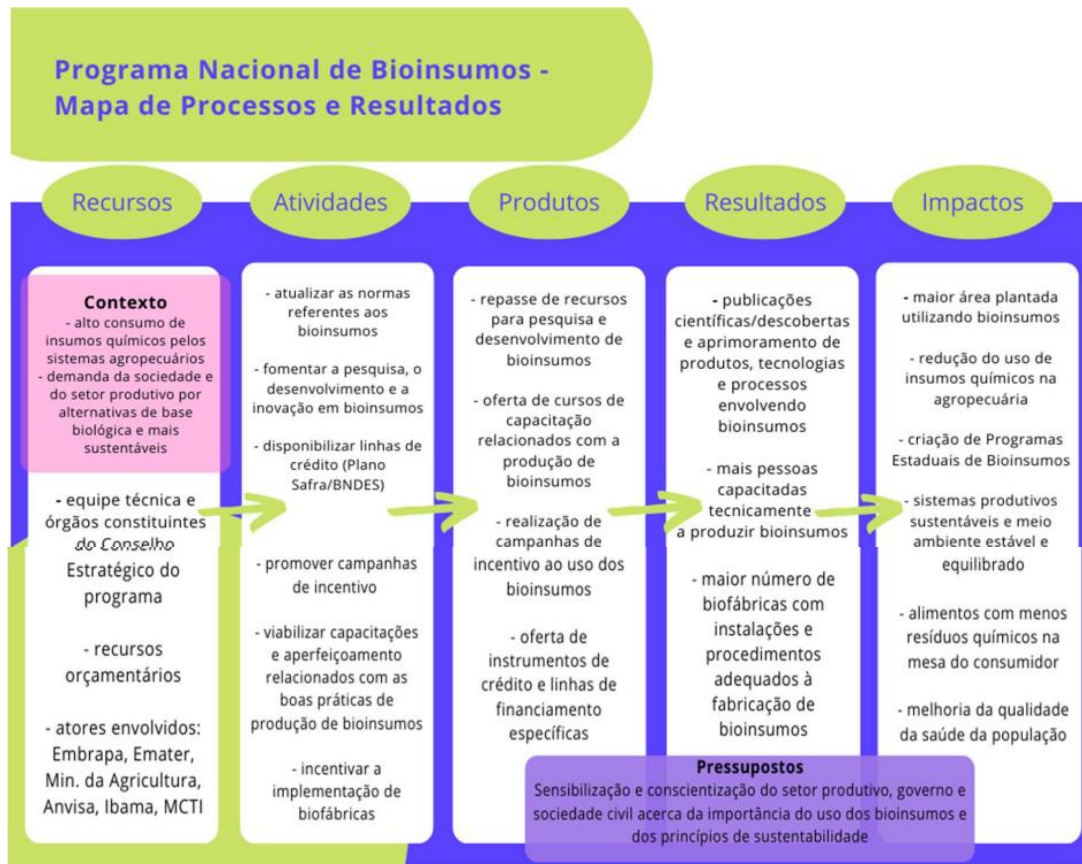 Programa Nacional de Bioinsumos -
Mapa de Processos e Resultados
Recursos
Contexto
- alto consumo de
insumos químicos pelos
sistemas agropecuários
- demanda da sociedade e
do setor produtivo por
alternativas de base
biológica e mais
sustentáveis
- equipe técnica e
órgãos constituintes
do Conselho
Estratégico do
programa
- recursos
orçamentários
- atores envolvidos:
Embrapa, Emater,
Min. da Agricultura,
Anvisa, Ibama, MCTI
Atividades
- atualizar as normas
referentes aos
bioinsumos
- fomentar a pesquisa, o
desenvolvimento e a
inovação em bioinsumos
- disponibilizar linhas de
crédito (Plano
Safra/BNDES)
- promover campanhas
de incentivo
- viabilizar capacitações
e aperfeiçoamento
relacionados com as
boas práticas de
produção de bioinsumos
- incentivar a
implementação de
biofábricas
Produtos
- repasse de recursos
para pesquisa e
desenvolvimento de
bioinsumos
- oferta de cursos de
capacitação
relacionados com a
produção de
bioinsumos
- realização de
campanhas de
incentivo ao uso dos
bioinsumos
- oferta de
instrumentos de
crédito e linhas de
financiamento
específicas
Resultados
- publicações
científicas/descobertas
e aprimoramento de
produtos, tecnologias
e processos
envolvendo
bioinsumos
- mais pessoas
capacitadas
tecnicamente
a produzir bioinsumos
- maior número de
biofábricas com
instalações e
procedimentos
adequados à
fabricação de
bioinsumos
Impactos
- maior área plantada
utilizando bioinsumos
- redução do uso de
insumos químicos na
agropecuária
- criação de Programas
Estaduais de Bioinsumos
- sistemas produtivos
sustentáveis e meio
ambiente estável e
equilibrado
- alimentos com menos
resíduos químicos na
mesa do consumidor
- melhoria da qualidade
da saúde da população
Pressupostos
Sensibilização e conscientização do setor produtivo, governo e
sociedade civil acerca da importância do uso dos bioinsumos e
dos princípios de sustentabilidade